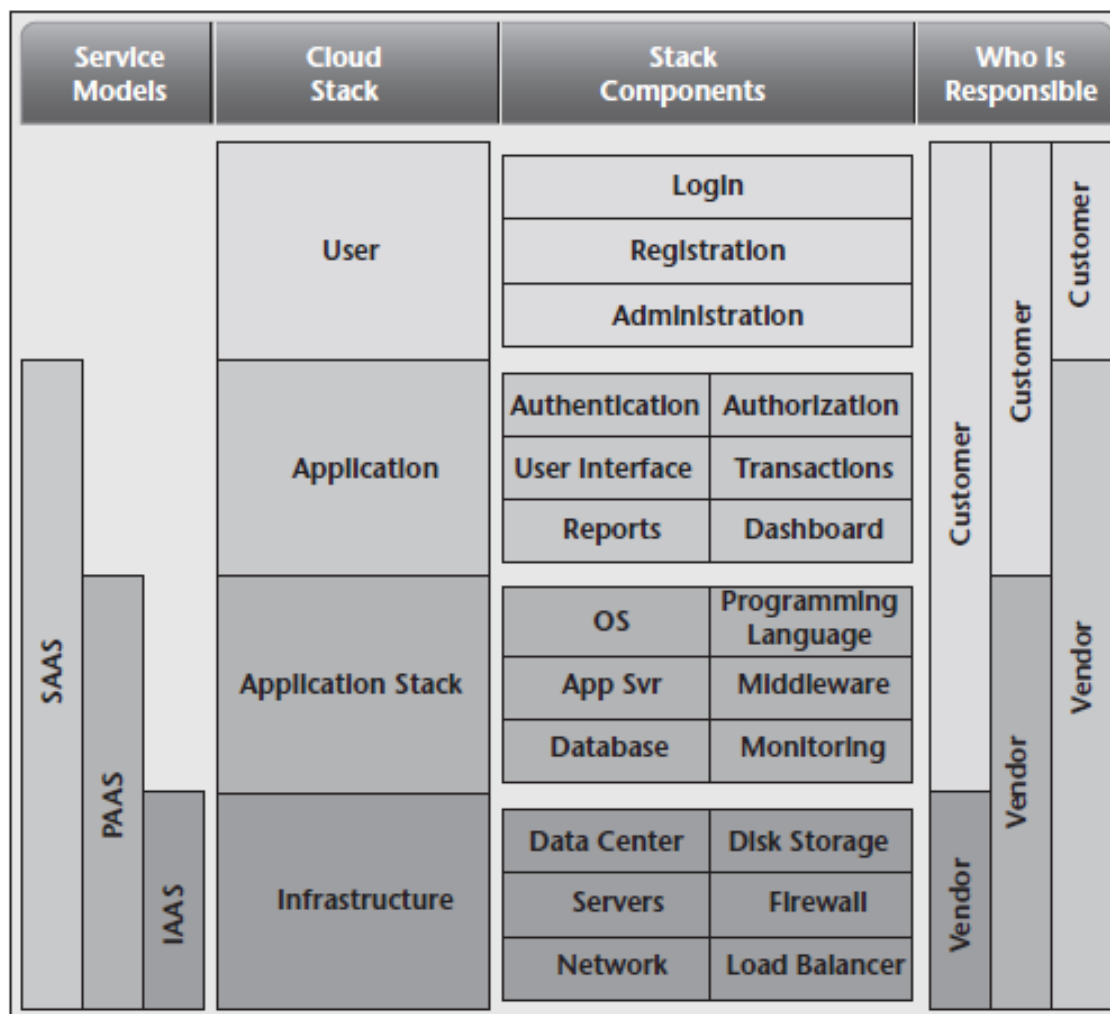 Service
Models
Cloud
Stack
Stack
Components
Who Is
Responsible
User
Login
Registration
Administration
Application
Authentication
Authorization
User Interface
Transactions
Reports
Dashboard
Application Stack
OS
Programming
Language
App Svr
Middleware
Database
Monitoring
Infrastructure
Data Center
Disk Storage
Servers
Firewall
Network
Load Balancer
SAAS
PAAS
IAAS
Customer
Vendor
Customer
Vendor
Customer
Vendor